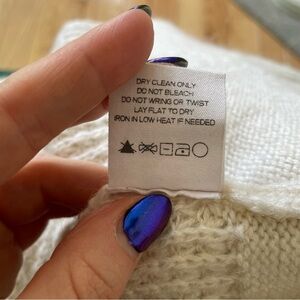 DRY CLEAN ONLY
DO NOT BLEACH
DO NOT WRING OR TWIST
LAY FLAT TO DRY
IRON IN LOW HEAT IF NEEDED